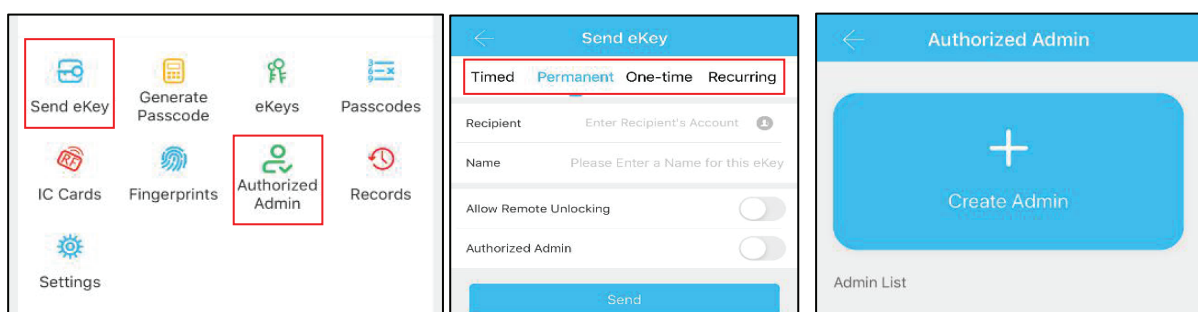 Send eKey
Generate
Passcode
eKeys
Passcodes
IC Cards
Fingerprints
Authorized
Admin
Records
Settings
Send eKey
Timed Permanent One-time Recurring
Recipient Enter Recipient's Account
Name Please Enter a Name for this eKey
Allow Remote Unlocking
Authorized Admin
Send
Authorized Admin
Create Admin
Admin List